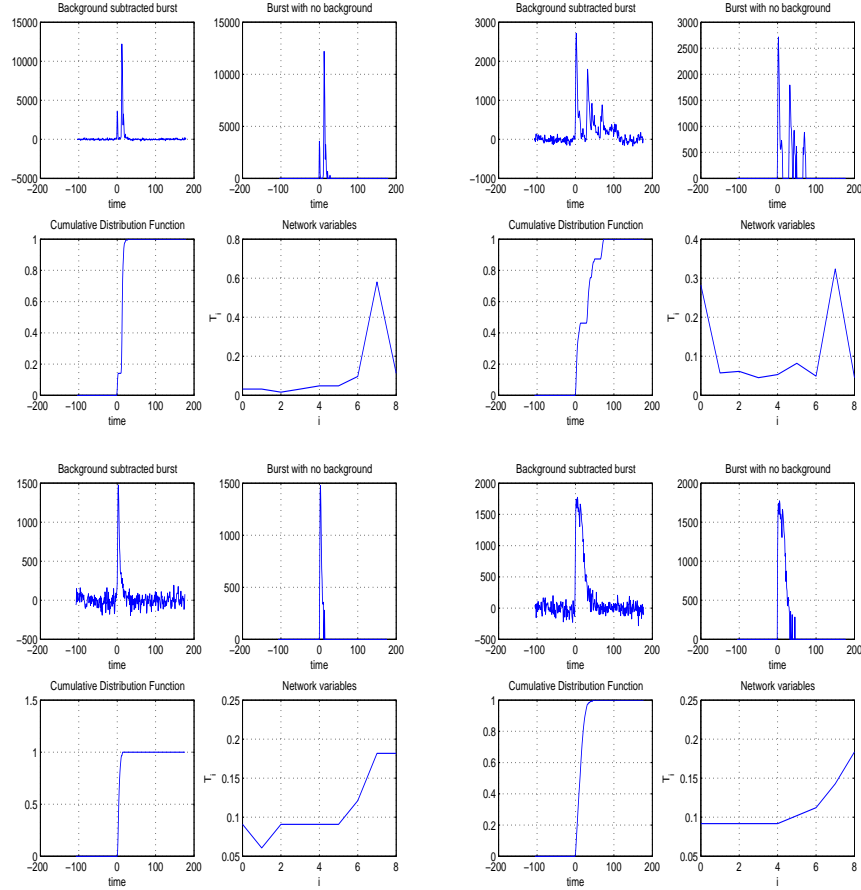 Background subtracted burst
15000
10000
5000
0
−5000
−200 −100 0 100 200
time
Burst with no background
15000
10000
5000
0
−200 −100 0 100 200
time
Background subtracted burst
3000
2000
1000
0
−1000
−200 −100 0 100 200
time
Burst with no background
3000
2500
2000
1500
1000
500
0
−200 −100 0 100 200
time
Cumulative Distribution Function
1
0.8
0.6
0.4
0.2
0
−200 −100 0 100 200
time
Network variables
0.8
0.6
0.4
0.2
0
T i
0 2 4 6 8
i
Cumulative Distribution Function
1
0.8
0.6
0.4
0.2
0
−200 −100 0 100 200
time
Network variables
0.4
0.3
0.2
0.1
0
T i
0 2 4 6 8
i
Background subtracted burst
1500
1000
500
0
−500
−200 −100 0 100 200
time
Burst with no background
1500
1000
500
0
−200 −100 0 100 200
time
Background subtracted burst
2000
1500
1000
500
0
−500
−200 −100 0 100 200
time
Burst with no background
2000
1500
1000
500
0
−200 −100 0 100 200
time
Cumulative Distribution Function
1.5
1
0.5
0
−200 −100 0 100 200
time
Network variables
0.25
0.2
0.15
0.1
0.05
T i
0 2 4 6 8
i
Cumulative Distribution Function
1
0.8
0.6
0.4
0.2
0
−200 −100 0 100 200
time
Network variables
0.25
0.2
0.15
0.1
0.05
T i
0 2 4 6 8
i